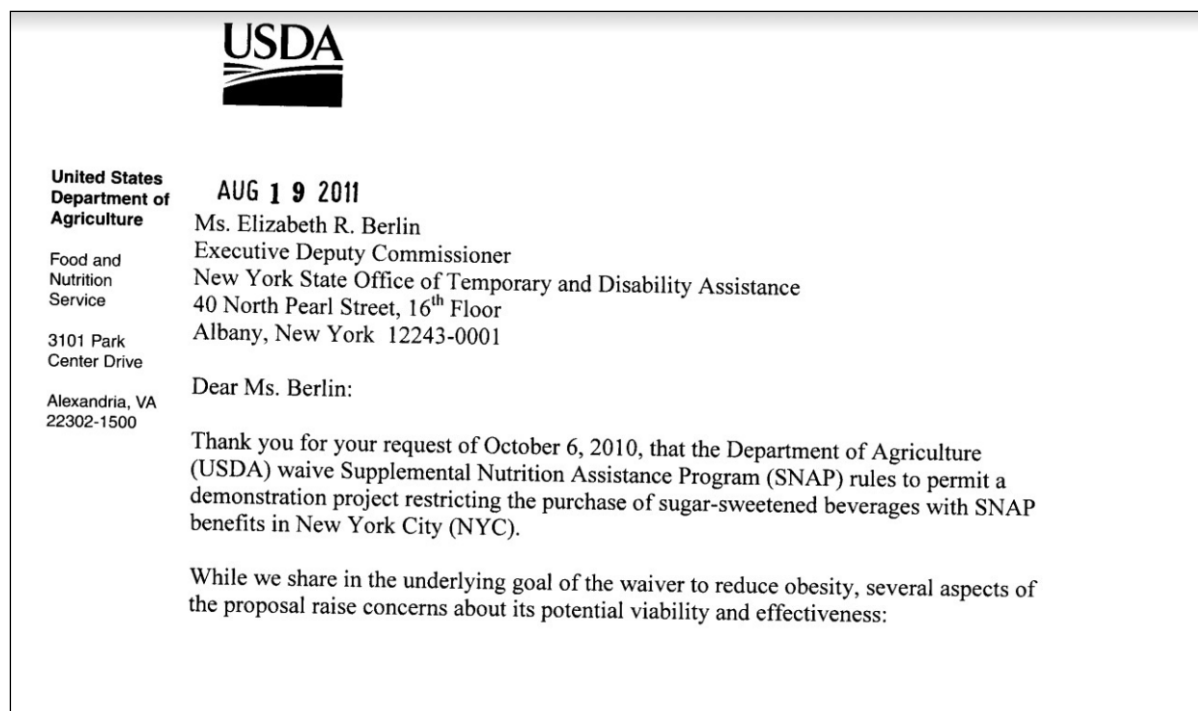 USDA
United States
Department of
Agriculture
Food and
Nutrition
Service
3101 Park
Center Drive
Alexandria, VA
22302-1500
AUG 19 2011
Ms. Elizabeth R. Berlin
Executive Deputy Commissioner
New York State Office of Temporary and Disability Assistance
40 North Pearl Street, 16th Floor
Albany, New York 12243-0001
Dear Ms. Berlin:
Thank you for your request of October 6, 2010, that the Department of Agriculture
(USDA) waive Supplemental Nutrition Assistance Program (SNAP) rules to permit a
demonstration project restricting the purchase of sugar-sweetened beverages with SNAP
benefits in New York City (NYC).
While we share in the underlying goal of the waiver to reduce obesity, several aspects of
the proposal raise concerns about its potential viability and effectiveness: